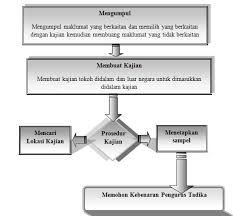 Mengumpul
Mengumpul maklumat yang berkaitan dan memilih yang berkaitan
dengan kajian kemudian membuang maklumat yang tidak berkaitan
Membuat Kajian
Membuat kajian tokoh didalam dan luar negara untuk dimasukkan
didalam kajian
Mencari
Lokasi Kajian
Prosedur
Kajian
Menetapkan
sampel
Memohon Kebenaran Pengurus Tadika